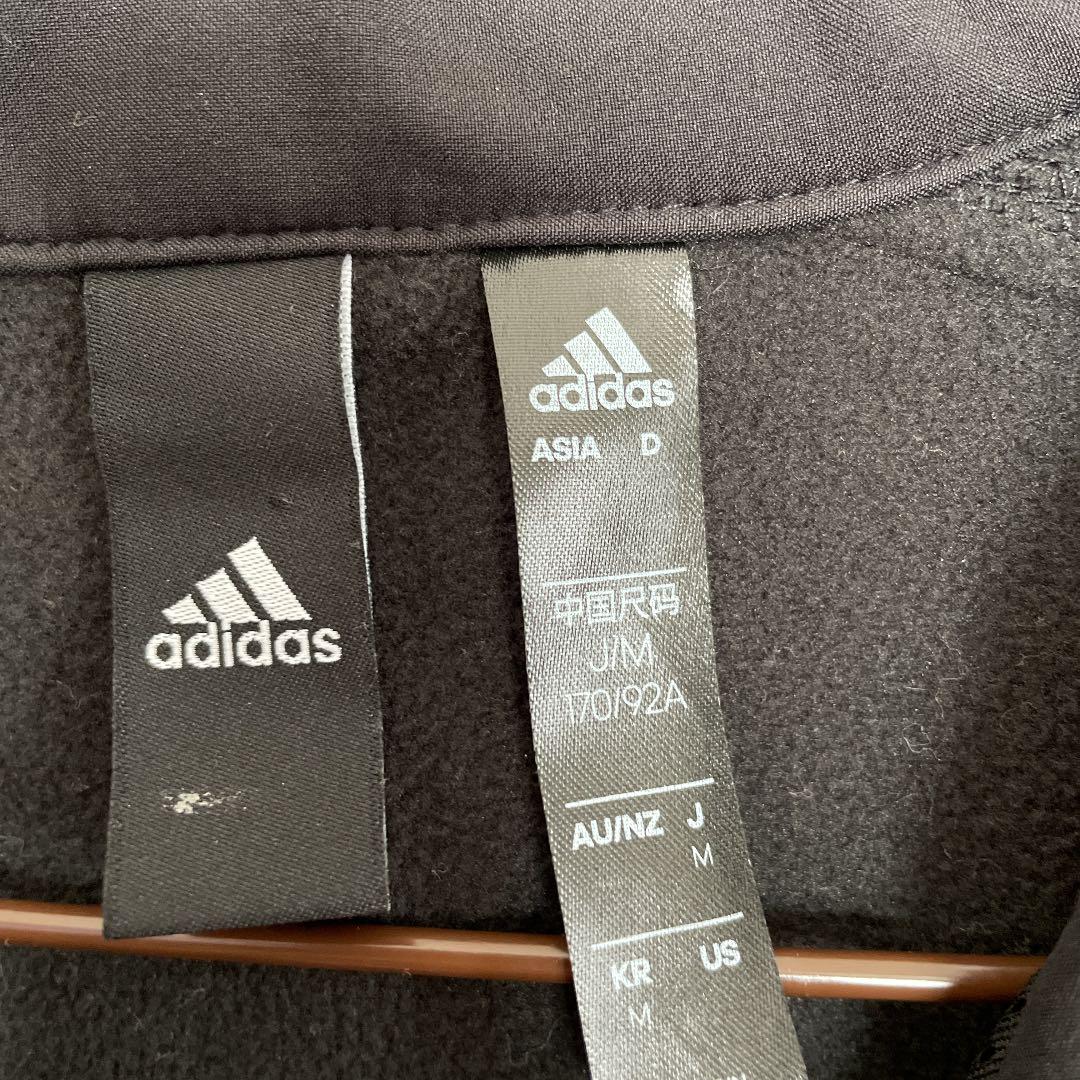 adidas
adidas
ASIA D
中国尺码
J/M
170/92A
AU/NZ J
M
KR US
M